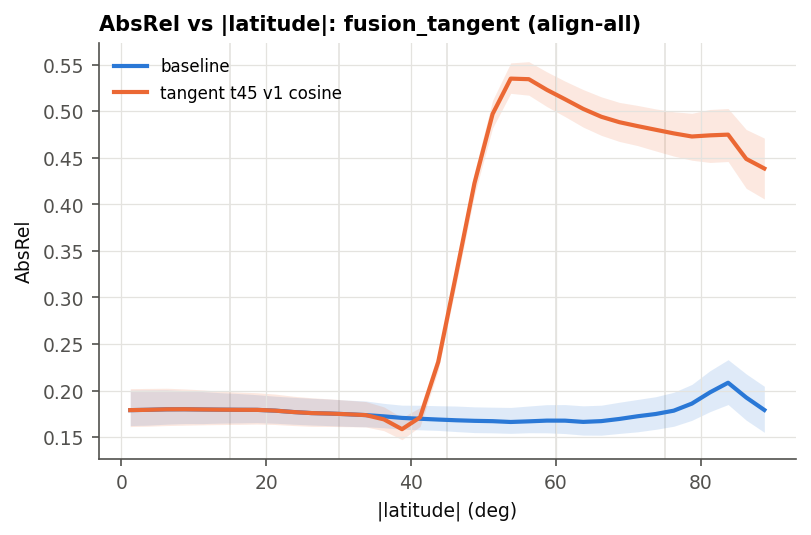 AbsRel vs |latitude|: fusion_tangent (align-all)
baseline
tangent t45 v1 cosine
0.55
0.50
0.45
0.40
0.35
0.30
0.25
0.20
0.15
AbsRel
0
20
40
60
80
|latitude| (deg)